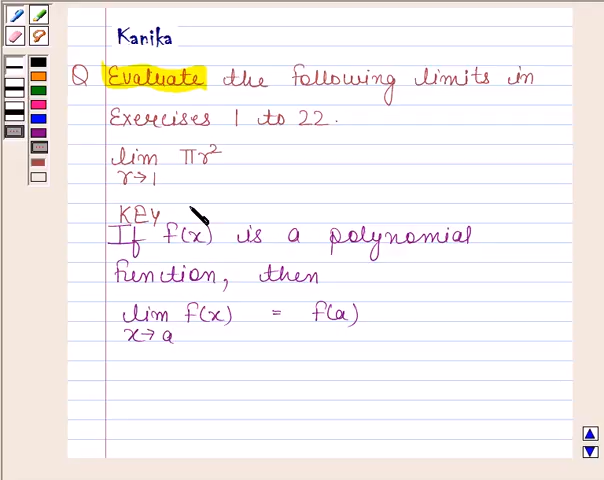 Kanika
Q Evaluate the following limits in
Exercises 1 to 22.
lim πr²
r→1
KEY
If f(x) is a polynomial
function, then
lim f(x) = f(a)
x→a